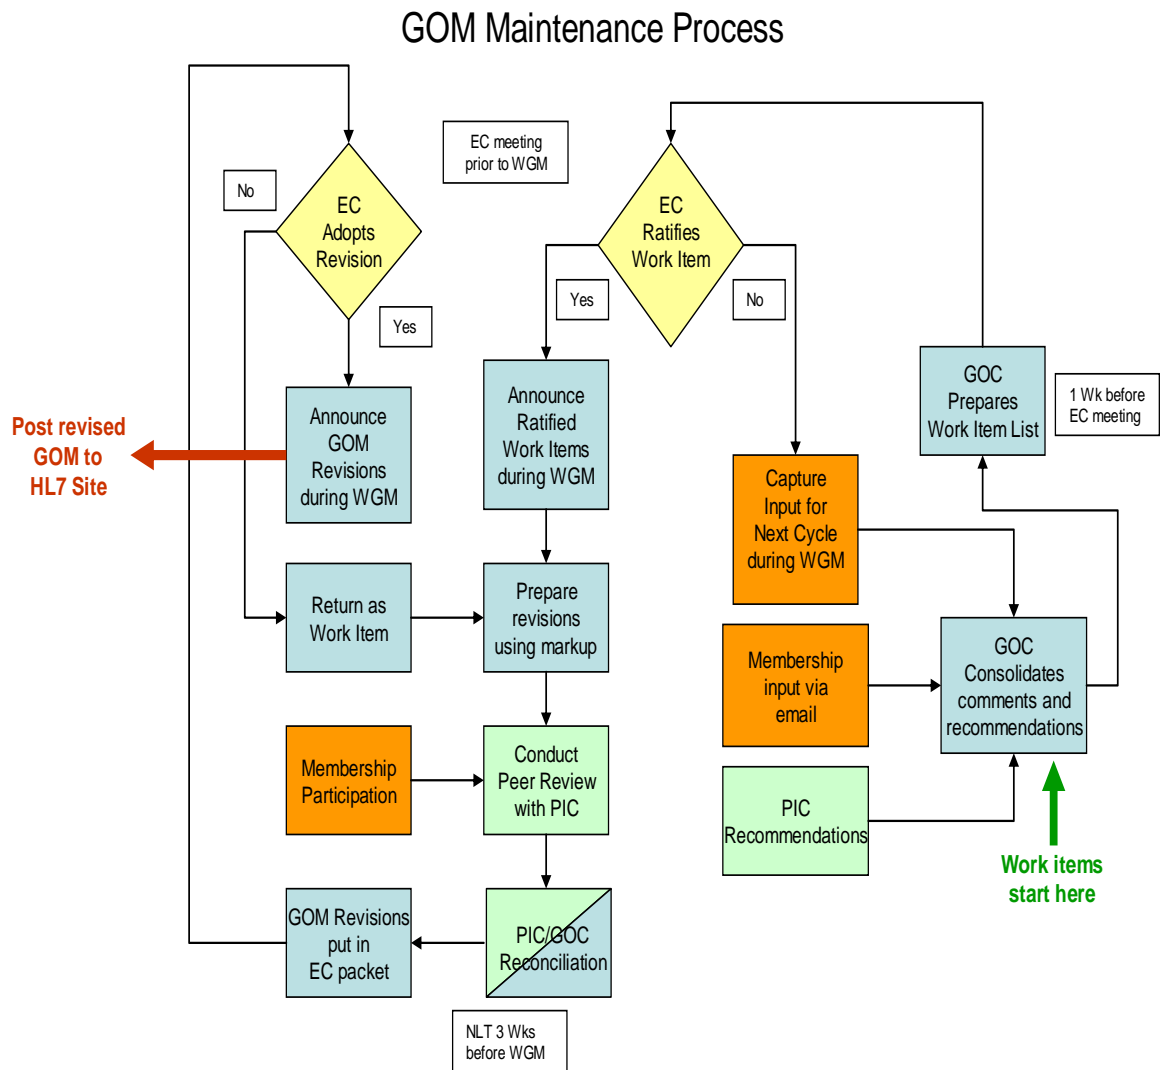 GOM Maintenance Process
EC meeting
prior to WGM
No
EC
Adopts
Revision
EC
Ratifies
Work Item
Yes
No
Yes
GOC
Prepares
Work Item List
1 Wk before
EC meeting
Announce
GOM
Revisions
during WGM
Announce
Ratified
Work Items
during WGM
Post revised
GOM to
HL7 Site
Capture
Input for
Next Cycle
during WGM
Return as
Work Item
Prepare
revisions
using markup
Membership
input via
email
GOC
Consolidates
comments and
recommendations
Membership
Participation
Conduct
Peer Review
with PIC
PIC
Recommendations
Work items
start here
GOM Revisions
put in
EC packet
PIC/GOC
Reconciliation
NLT 3 Wks
before WGM